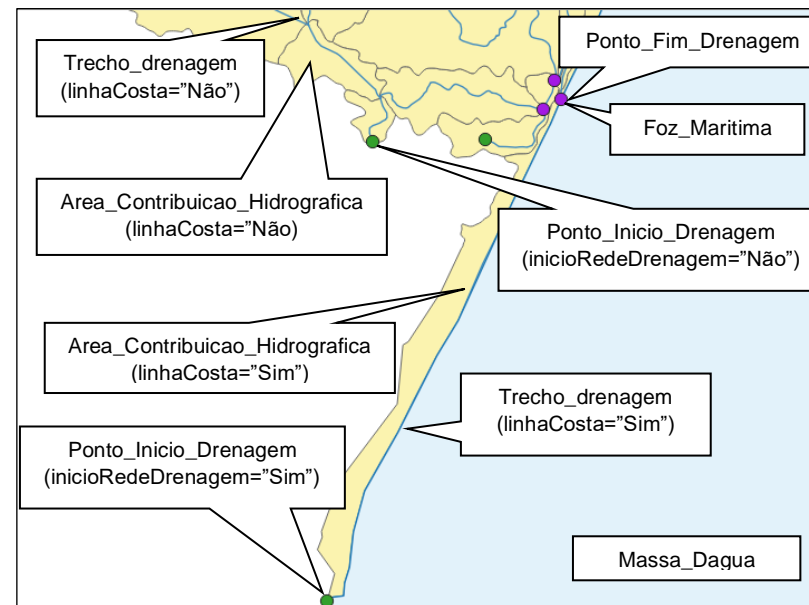 Trecho_drenagem
(linhaCosta=”Não”)
Ponto_Fim_Drenagem
Foz_Maritima
Area_Contribuicao_Hidrografica
(linhaCosta=”Não)
Ponto_Inicio_Drenagem
(inicioRedeDrenagem=”Não”)
Area_Contribuicao_Hidrografica
(linhaCosta=”Sim”)
Trecho_drenagem
(linhaCosta=”Sim”)
Ponto_Inicio_Drenagem
(inicioRedeDrenagem=”Sim”)
Massa_Dagua